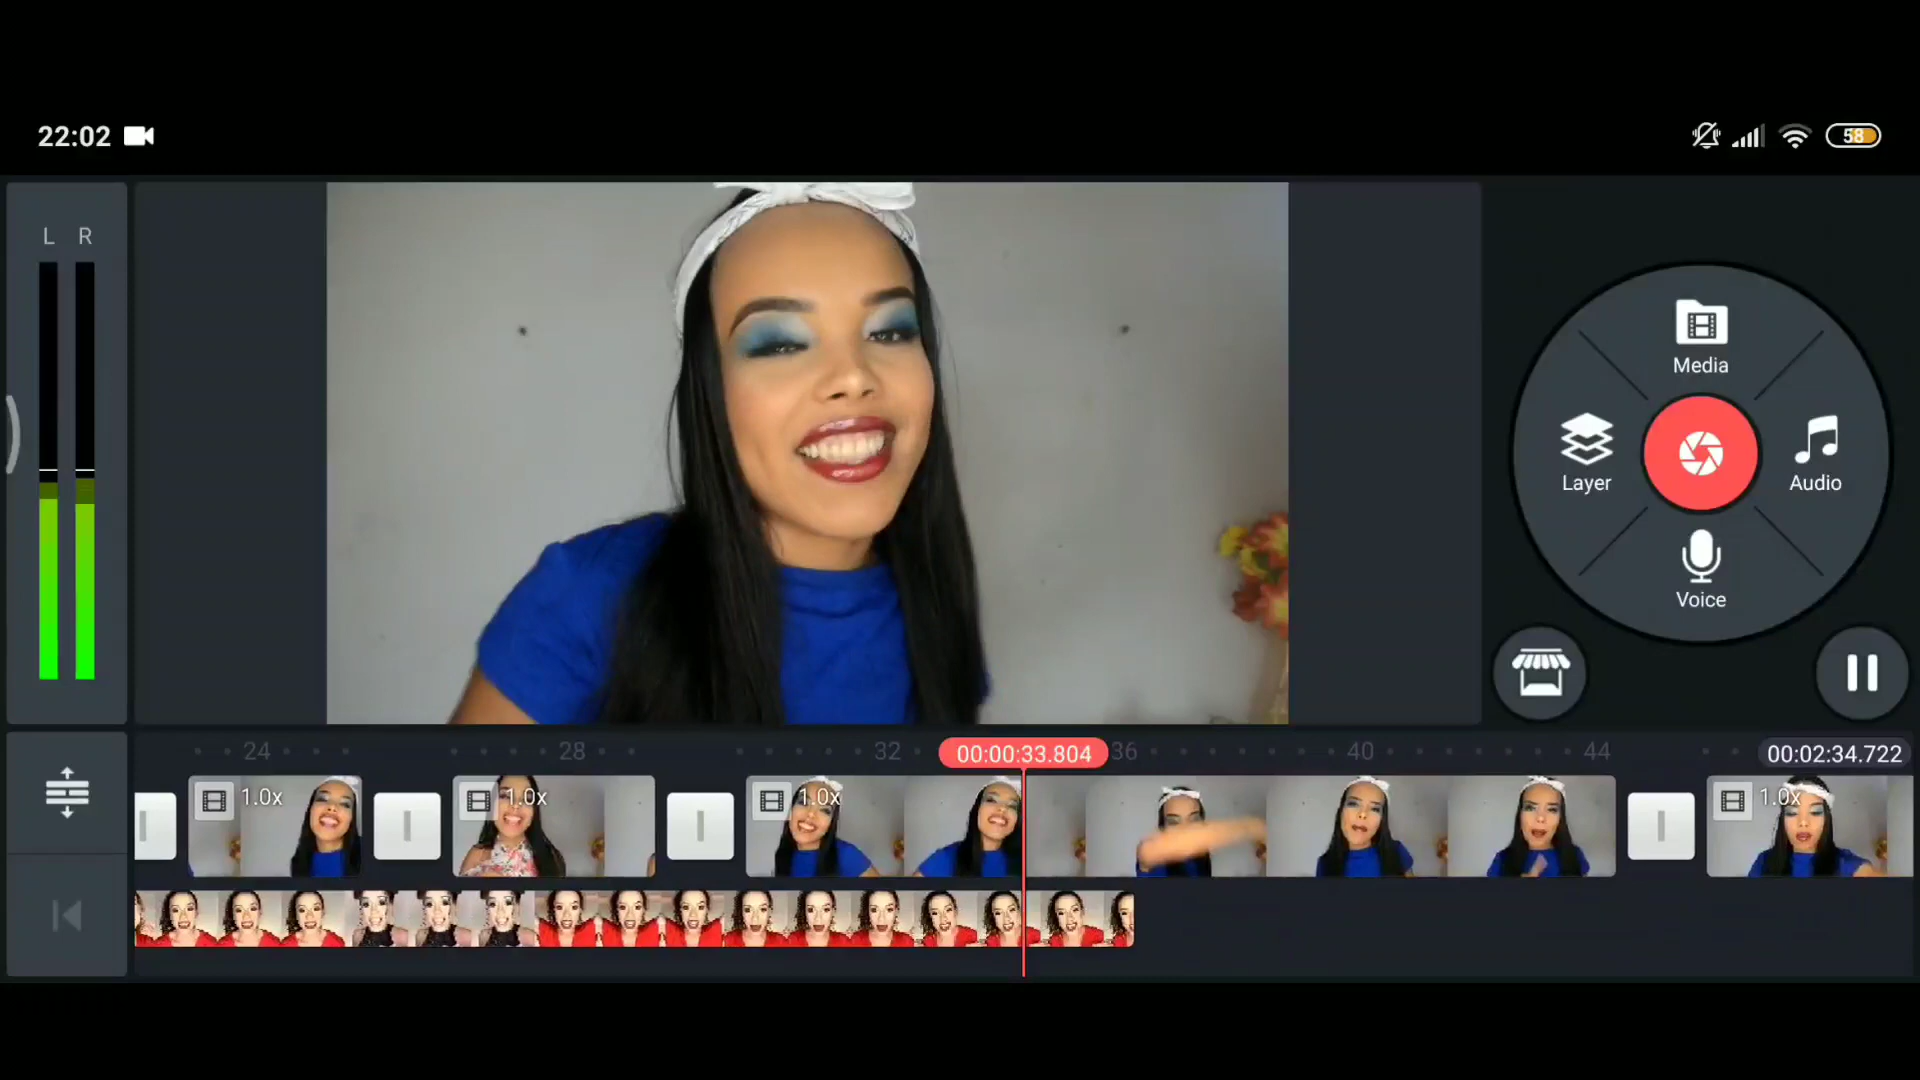 22:02
58
L R
Media
Layer
Audio
Voice
24 28 32 00:00:33.804 36 40 44 00:02:34.722
1.0x 1.0x 1.0x 1.0x